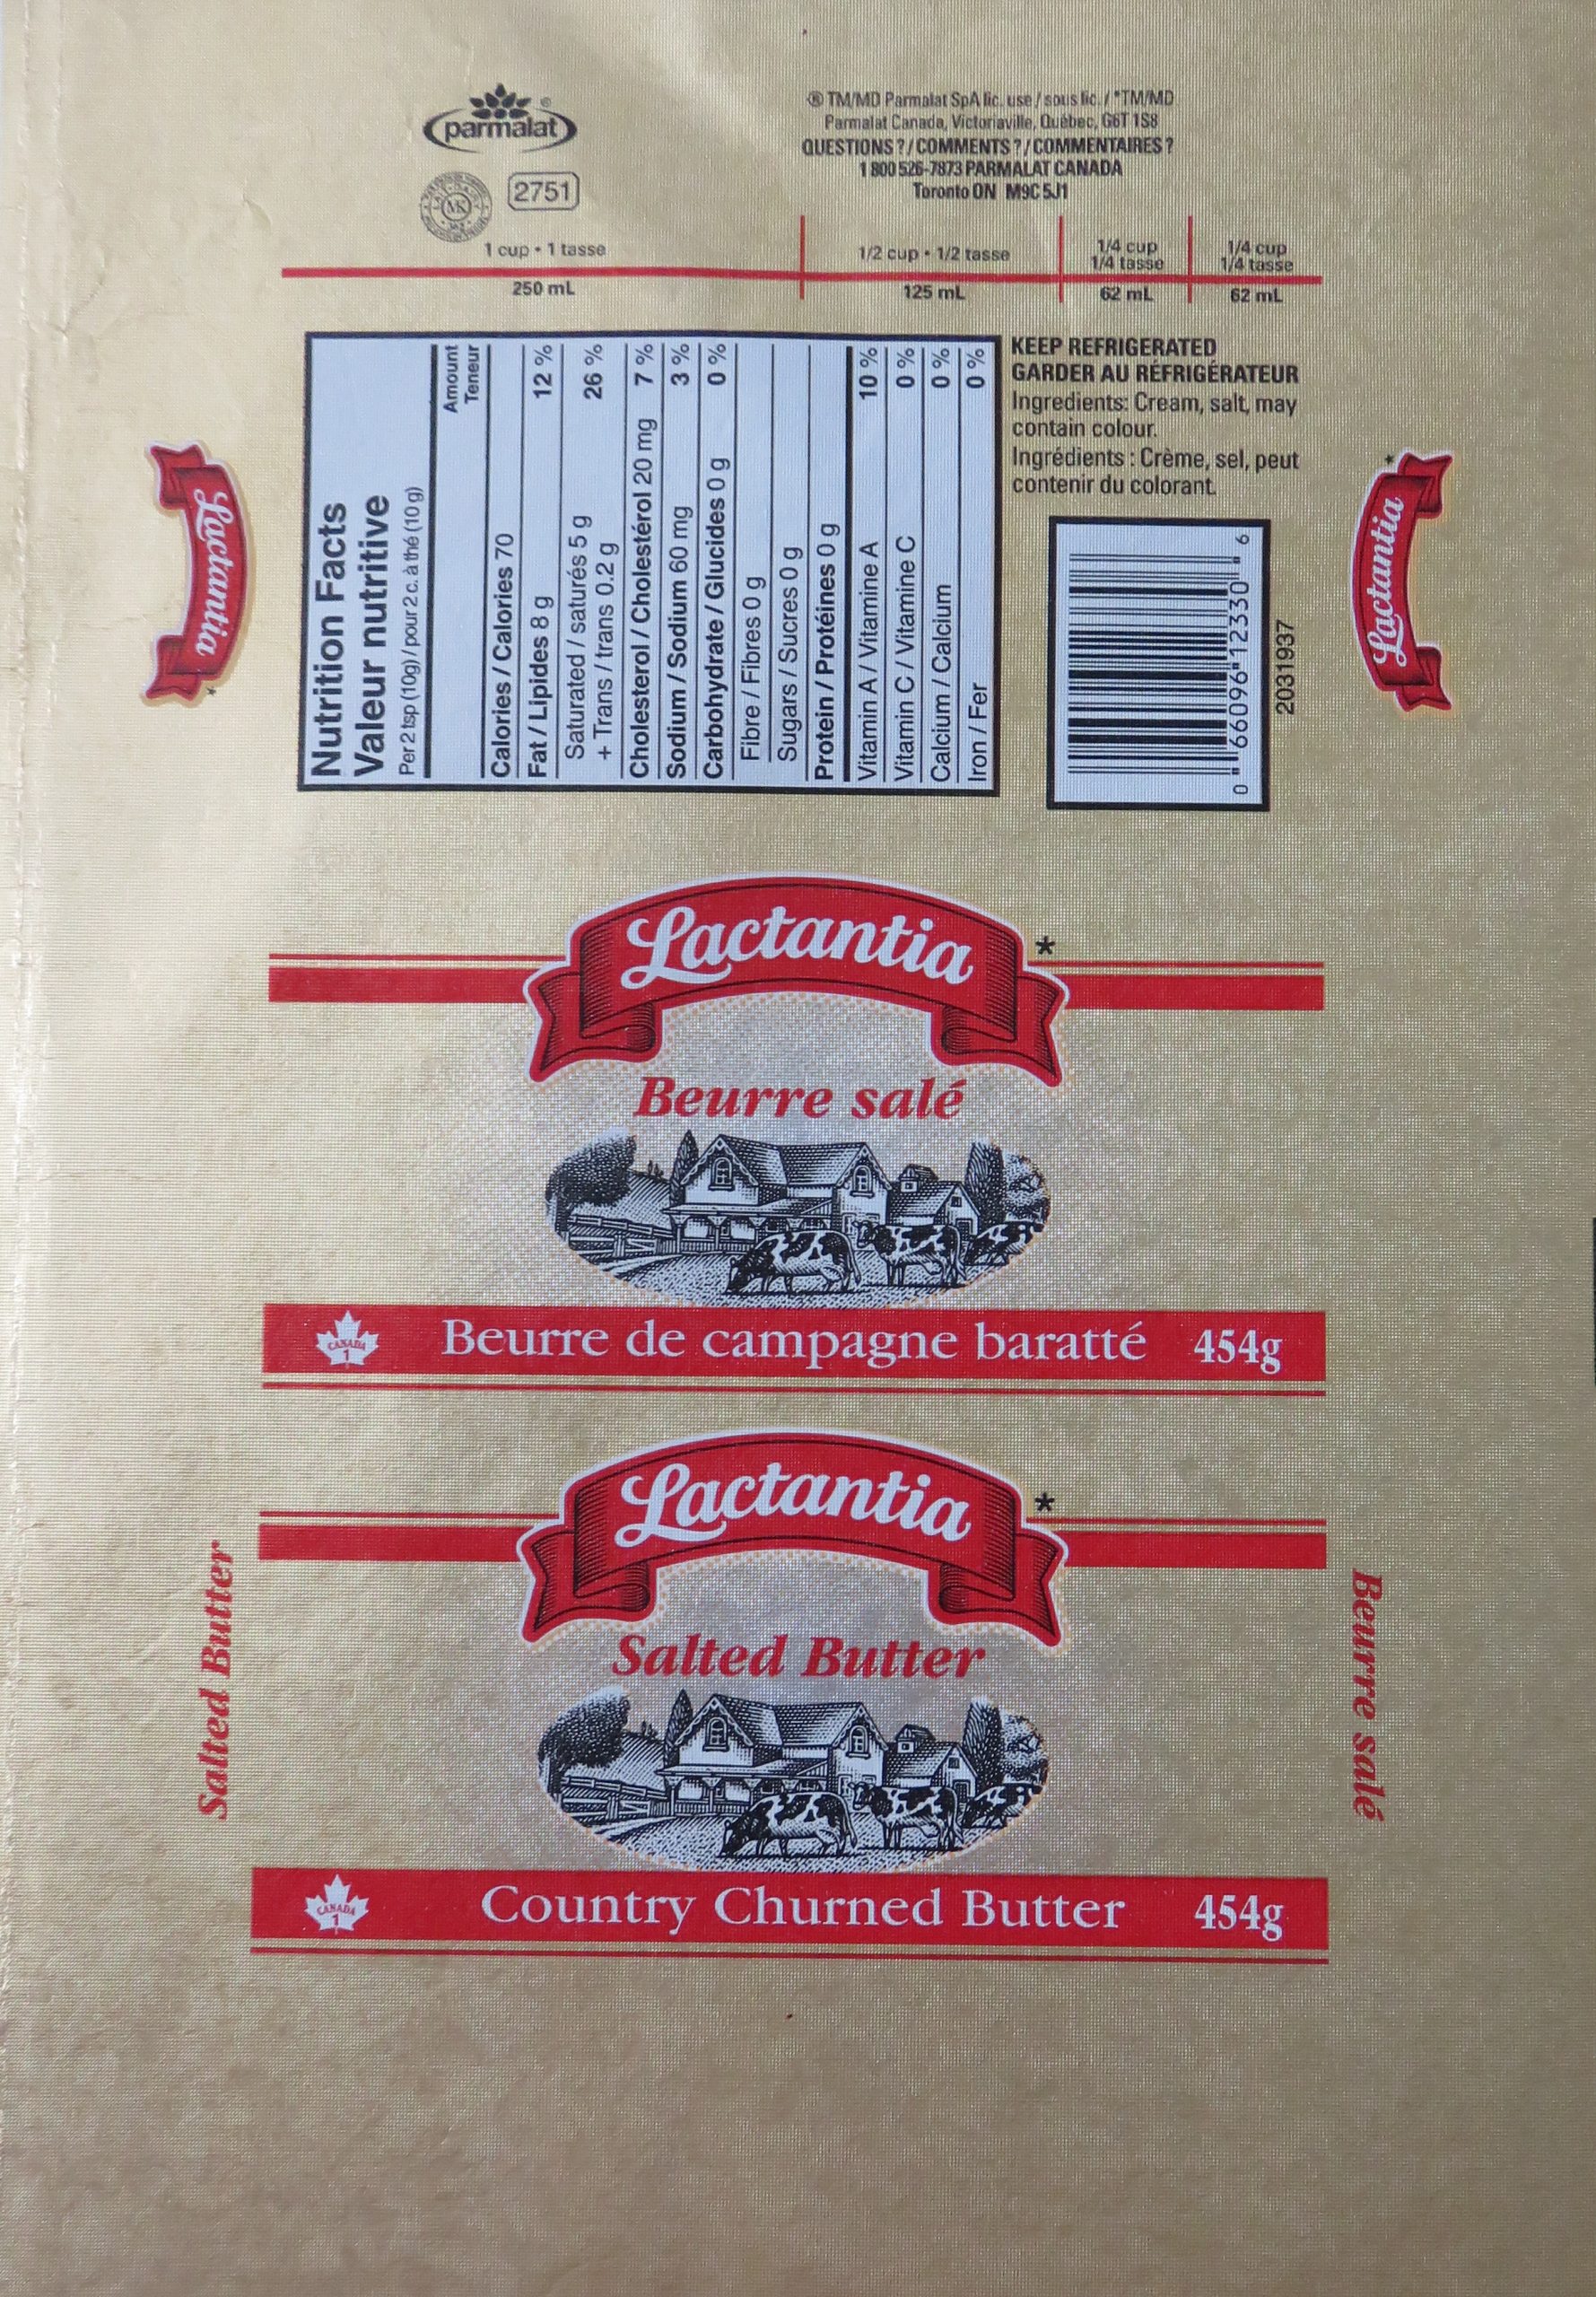 parmalat®
MK
2751
® TM/MD Parmalat SpA lic. use / sous lic. / *TM/MD
Parmalat Canada, Victoriaville, Québec, G6T 1S8
QUESTIONS ? / COMMENTS ? / COMMENTAIRES ?
1 800 526-7873 PARMALAT CANADA
Toronto ON M9C 5J1
1 cup • 1 tasse
250 mL
1/2 cup • 1/2 tasse
125 mL
1/4 cup
1/4 tasse
62 mL
1/4 cup
1/4 tasse
62 mL
Lactantia*
Nutrition Facts
Valeur nutritive
Per 2 tsp (10g) / pour 2 c. à thé (10 g)
Amount
Teneur
Calories / Calories 70
Fat / Lipides 8 g 12 %
Saturated / saturés 5 g
+ Trans / trans 0.2 g 26 %
Cholesterol / Cholestérol 20 mg 7 %
Sodium / Sodium 60 mg 3 %
Carbohydrate / Glucides 0 g 0 %
Fibre / Fibres 0 g
Sugars / Sucres 0 g
Protein / Protéines 0 g
Vitamin A / Vitamine A 10 %
Vitamin C / Vitamine C 0 %
Calcium / Calcium 0 %
Iron / Fer 0 %
KEEP REFRIGERATED
GARDER AU RÉFRIGÉRATEUR
Ingredients: Cream, salt, may
contain colour.
Ingrédients : Crème, sel, peut
contenir du colorant.
0 66096 12330 6
2031937
Lactantia*
Lactantia*
Beurre salé
CANADA
1
Beurre de campagne baratté 454g
Lactantia*
Salted Butter
CANADA
1
Country Churned Butter 454g
Salted Butter
Beurre salé